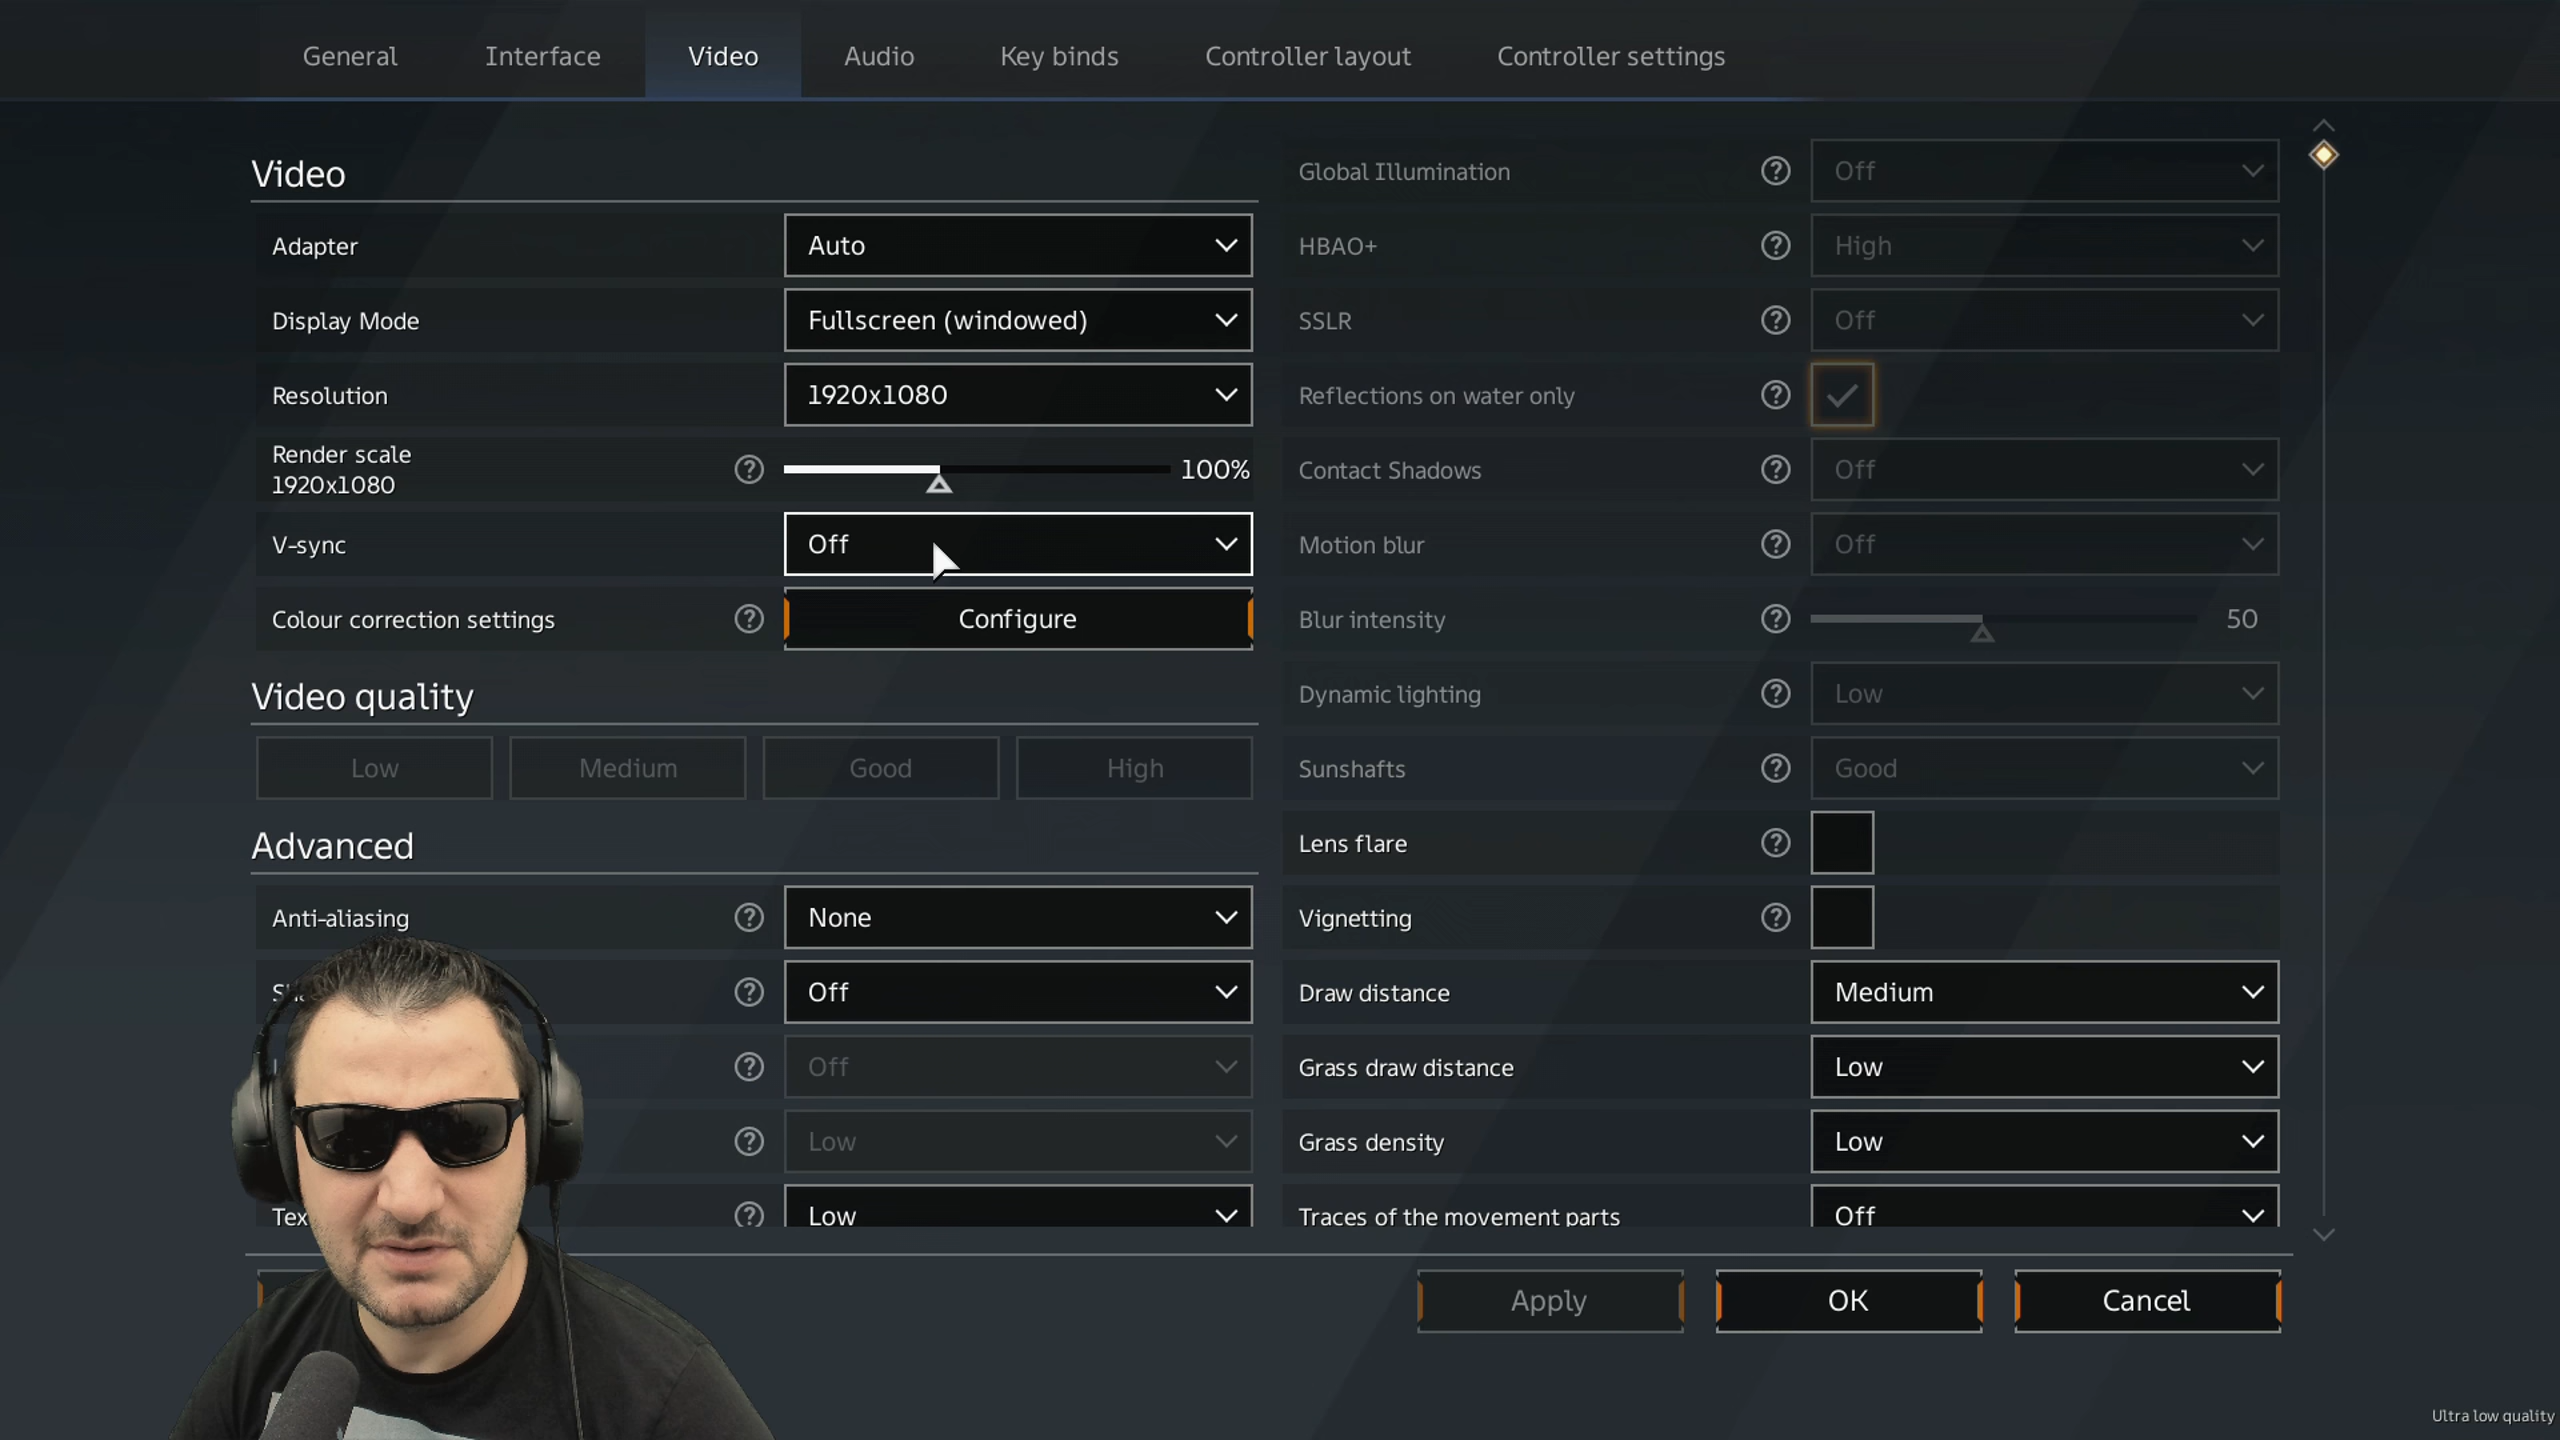 General
Interface
Video
Audio
Key binds
Controller layout
Controller settings
Video
Adapter
Auto
Display Mode
Fullscreen (windowed)
Resolution
1920x1080
Render scale
1920x1080
100%
V-sync
Off
Colour correction settings
Configure
Video quality
Low
Medium
Good
High
Advanced
Anti-aliasing
None
Off
Off
Low
Low
Global Illumination
Off
HBAO+
High
SSLR
Off
Reflections on water only
Contact Shadows
Off
Motion blur
Off
Blur intensity
50
Dynamic lighting
Low
Sunshafts
Good
Lens flare
Vignetting
Draw distance
Medium
Grass draw distance
Low
Grass density
Low
Traces of the movement parts
Off
Apply
OK
Cancel
Ultra low quality